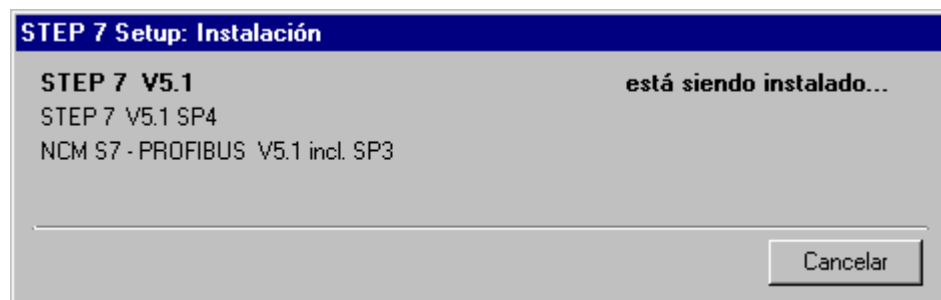 STEP 7 Setup: Instalación
STEP 7 V5.1 está siendo instalado...
STEP 7 V5.1 SP4
NCM S7 - PROFIBUS V5.1 incl. SP3
Cancelar